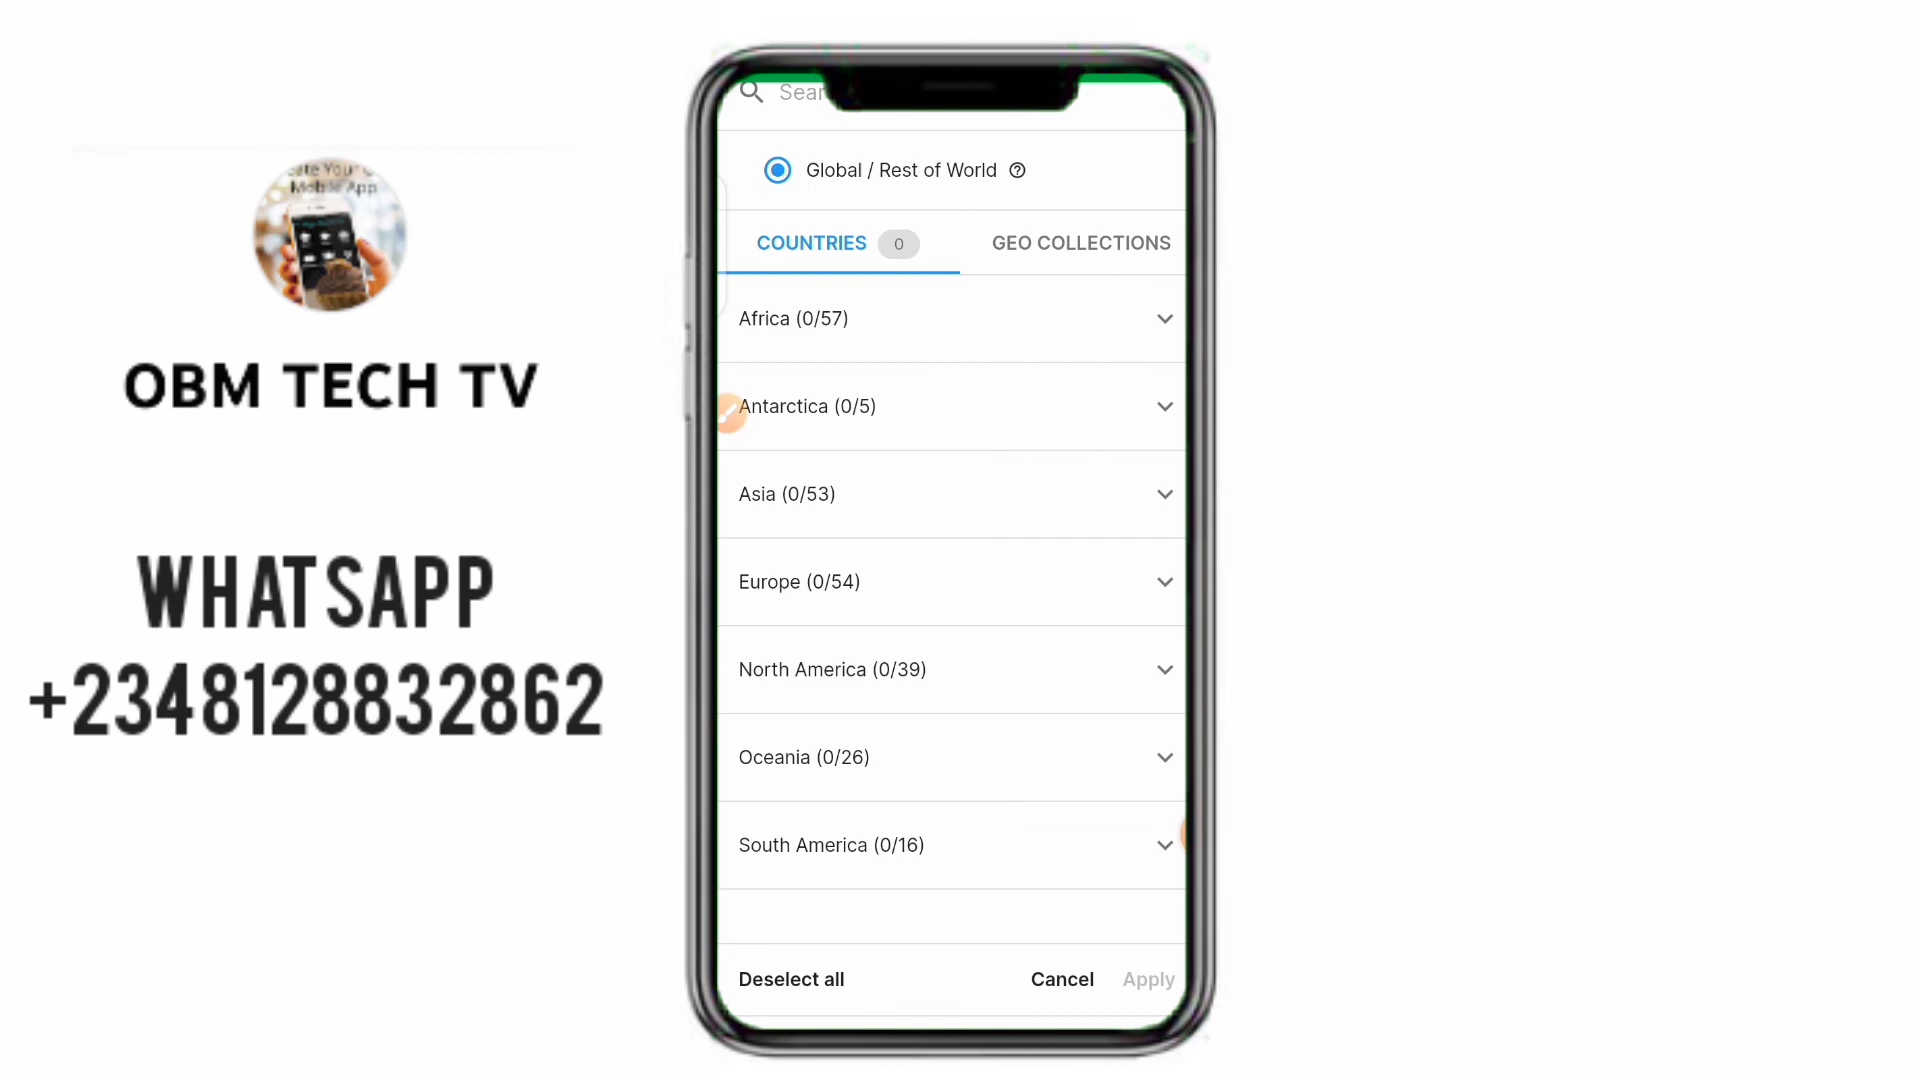 Mobile App
OBM TECH TV
WHATSAPP
+2348128832862
Global / Rest of World
COUNTRIES 0 GEO COLLECTIONS
Africa (0/57)
Antarctica (0/5)
Asia (0/53)
Europe (0/54)
North America (0/39)
Oceania (0/26)
South America (0/16)
Deselect all Cancel Apply